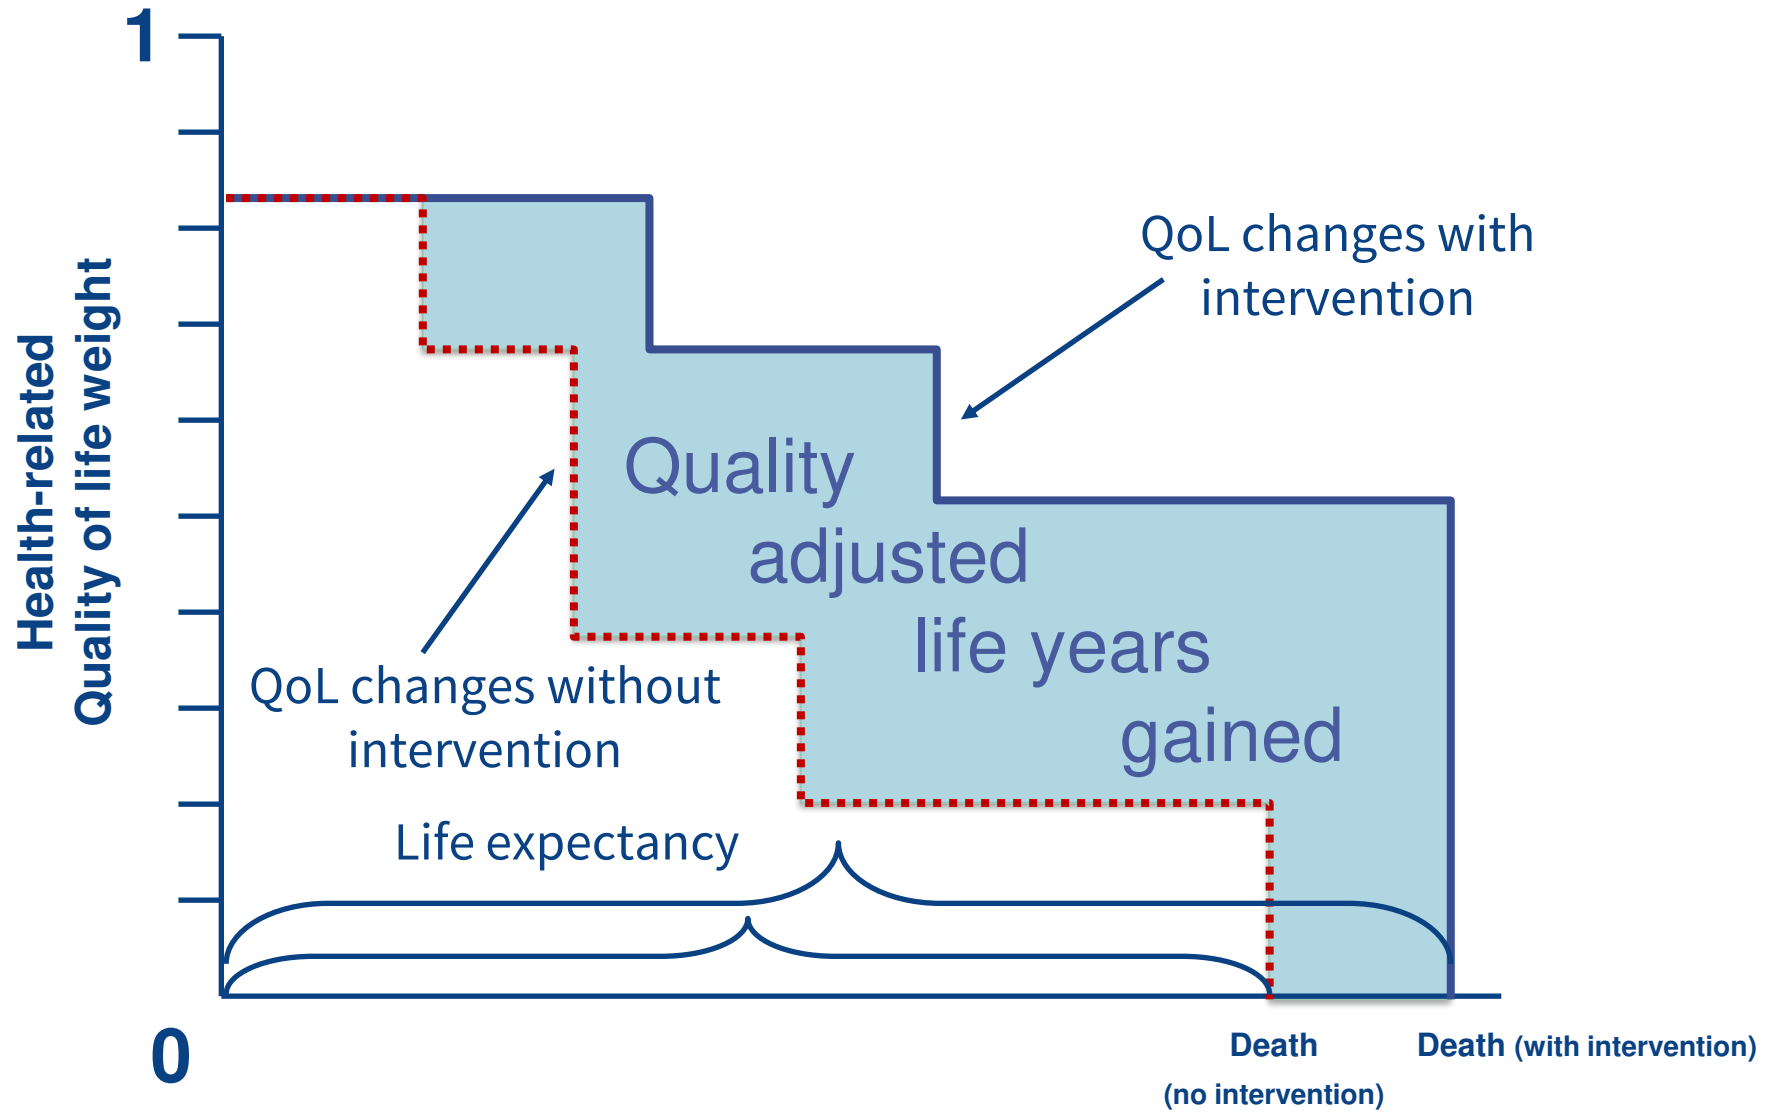 1
Health-related
Quality of life weight
QoL changes with
intervention
Quality
adjusted
life years
gained
QoL changes without
intervention
Life expectancy
0
Death
(no intervention)
Death (with intervention)